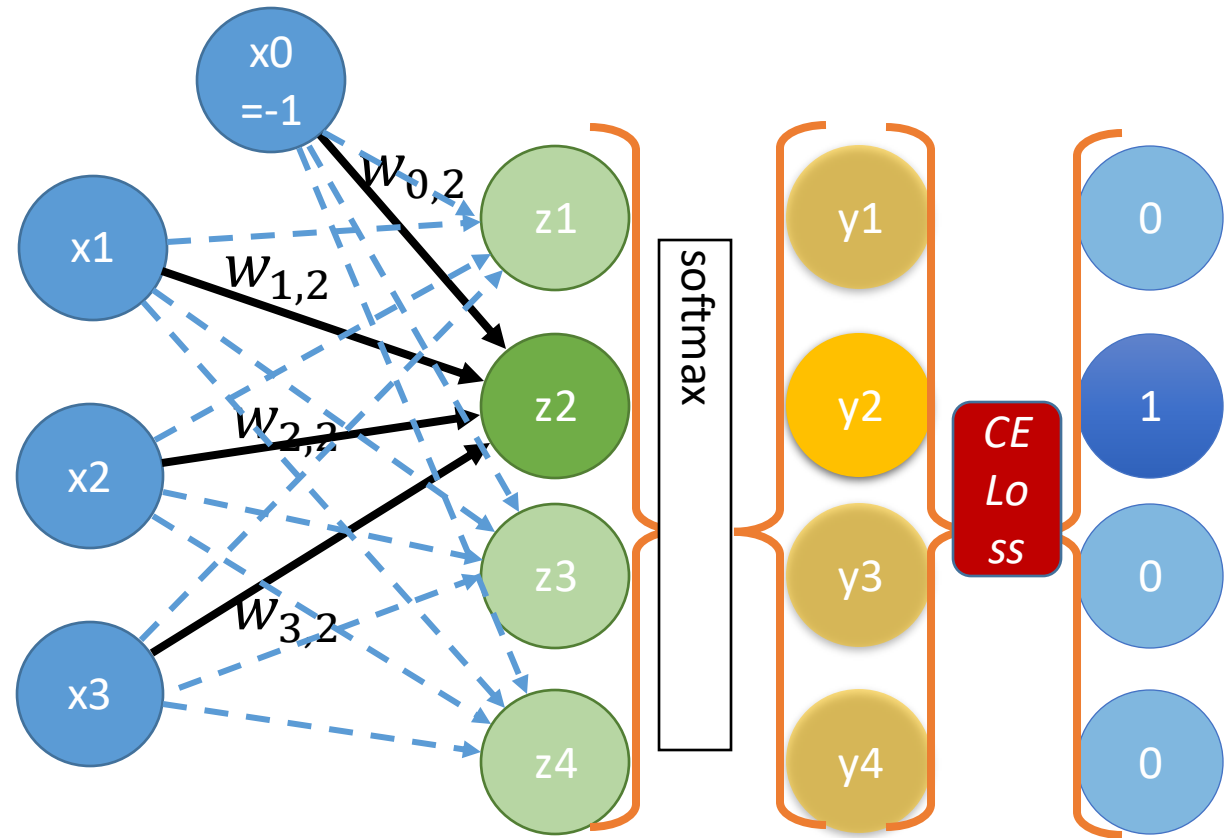 x0
=-1
x1
x2
x3
w0,2
w1,2
w2,2
w3,2
z1
z2
z3
z4
softmax
y1
y2
y3
y4
CE
Lo
ss
0
1
0
0